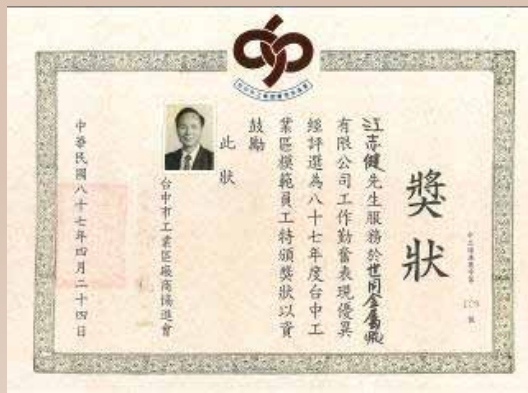 獎狀
江志健先生服務於世同金屬股
有限公司工作勤奮表現優異
經評選為八十七年度台中工
業區模範員工特頒獎狀以資
鼓勵
此狀
台中市工業區廠商協進會
中華民國八十七年四月二十四日